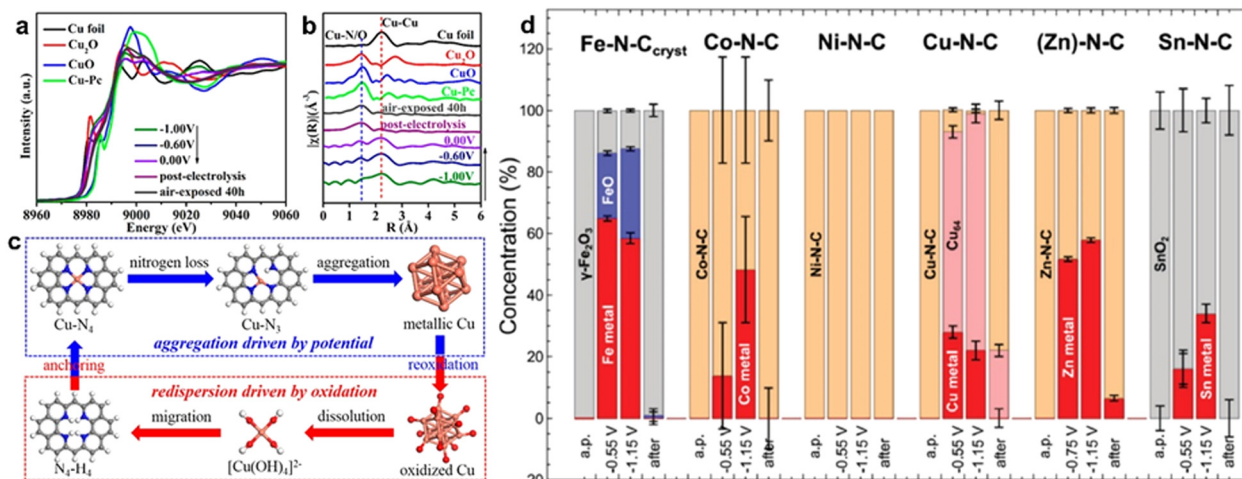 a
Cu foil
Cu2O
CuO
Cu-Pc
-1.00V
-0.60V
0.00V
post-electrolysis
air-exposed 40h
Intensity (a.u.)
8960 8980 9000 9020 9040 9060
Energy (eV)
b
Cu-Cu
Cu-N/O
Cu foil
Cu2O
CuO
Cu-Pc
air-exposed 40h
post-electrolysis
0.00V
-0.60V
-1.00V
|χ(R)|(Å-3)
0 1 2 3 4 5 6
R (Å)
c
nitrogen loss
aggregation
Cu-N4
Cu-N3
metallic Cu
aggregation driven by potential
anchoring
reoxidation
redispersion driven by oxidation
migration
dissolution
N4-H4
[Cu(OH)4]2-
oxidized Cu
d
Fe-N-Ccryst Co-N-C Ni-N-C Cu-N-C (Zn)-N-C Sn-N-C
Concentration (%)
120
100
80
60
40
20
0
20
γ-Fe2O3
Fe metal
FeO
Co-N-C
Co metal
Ni-N-C
Cu-N-C
Cu metal
Cu64
Zn-N-C
Zn metal
SnO2
Sn metal
a.p. -0.55 V -1.15 V after
a.p. -0.55 V -1.15 V after
a.p. -0.55 V -1.15 V after
a.p. -0.55 V -1.15 V after
a.p. -0.75 V -1.15 V after
a.p. -0.55 V -1.15 V after